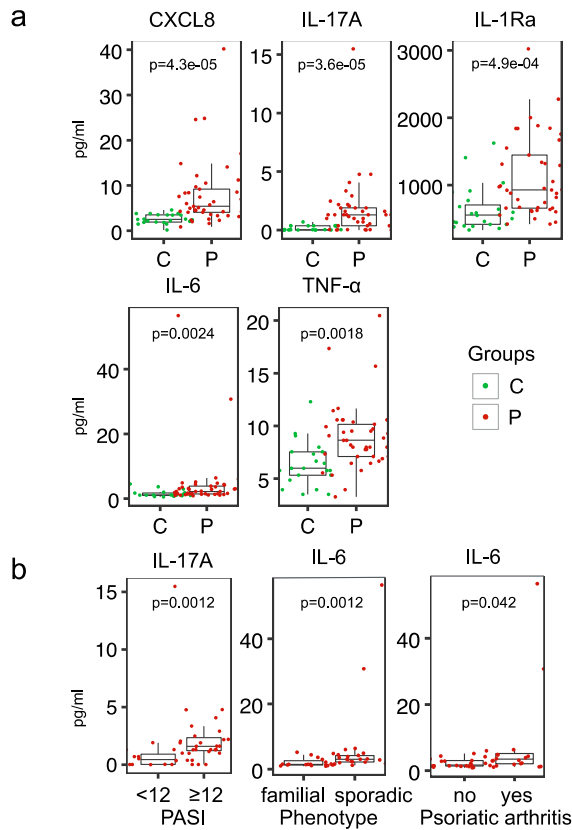 a
CXCL8 IL-17A IL-1Ra
p=4.3e-05 p=3.6e-05 p=4.9e-04
pg/ml
40
30
20
10
0
15
10
5
0
3000
2000
1000
C P C P C P
IL-6 TNF-α
p=0.0024 p=0.0018
pg/ml
40
20
0
20
15
10
5
C P C P
Groups
C
P
b
IL-17A IL-6 IL-6
p=0.0012 p=0.0012 p=0.042
pg/ml
15
10
5
0
40
20
0
40
20
0
<12 ≥12 familial sporadic no yes
PASI Phenotype Psoriatic arthritis